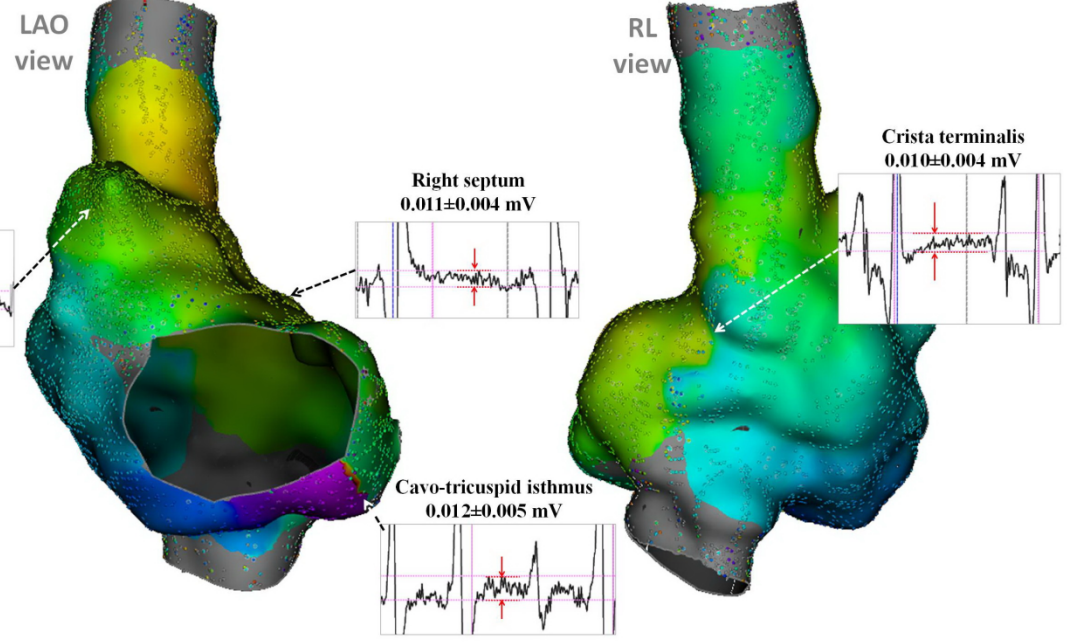 LAO
view
RL
view
Crista terminalis
0.010±0.004 mV
Right septum
0.011±0.004 mV
Cavo-tricuspid isthmus
0.012±0.005 mV